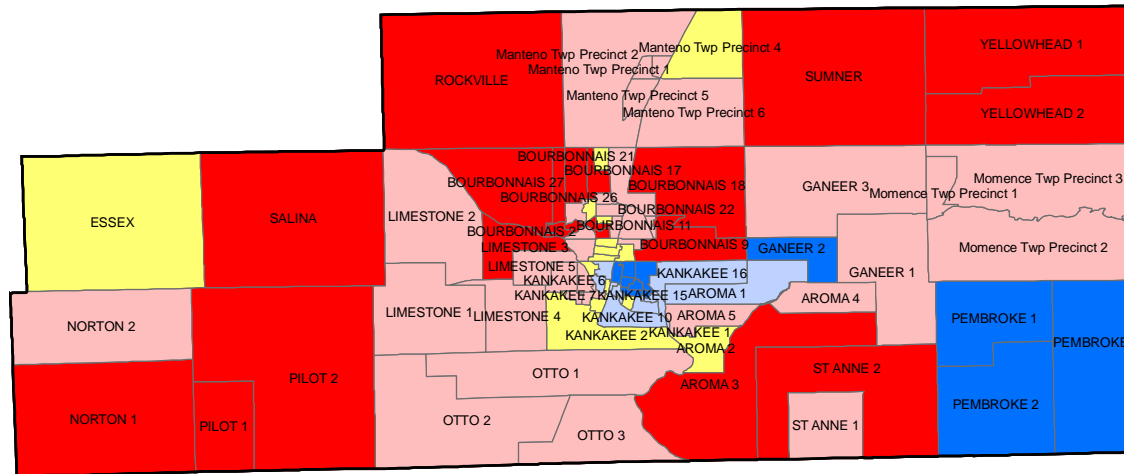 YELLOWHEAD 1
Manteno Twp Precinct 4
Manteno Twp Precinct 2
Manteno Twp Precinct 1
ROCKVILLE
SUMNER
Manteno Twp Precinct 5
Manteno Twp Precinct 6
YELLOWHEAD 2
BOURBONNAIS 21
BOURBONNAIS 17
BOURBONNAIS 27
BOURBONNAIS 18
GANEER 3
Momence Twp Precinct 3
Momence Twp Precinct 1
BOURBONNAIS 26
BOURBONNAIS 22
ESSEX
SALINA
LIMESTONE 2
BOURBONNAIS 11
BOURBONNAIS 2
LIMESTONE 3
BOURBONNAIS 9
GANEER 2
Momence Twp Precinct 2
LIMESTONE 5
KANKAKEE 6
KANKAKEE 16
GANEER 1
KANKAKEE 7
KANKAKEE 15
AROMA 1
AROMA 4
NORTON 2
LIMESTONE 1
LIMESTONE 4
KANKAKEE 10
AROMA 5
PEMBROKE 1
KANKAKEE 2
KANKAKEE 1
AROMA 2
PEMBROKE
OTTO 1
ST ANNE 2
PILOT 2
AROMA 3
PEMBROKE 2
NORTON 1
PILOT 1
OTTO 2
OTTO 3
ST ANNE 1